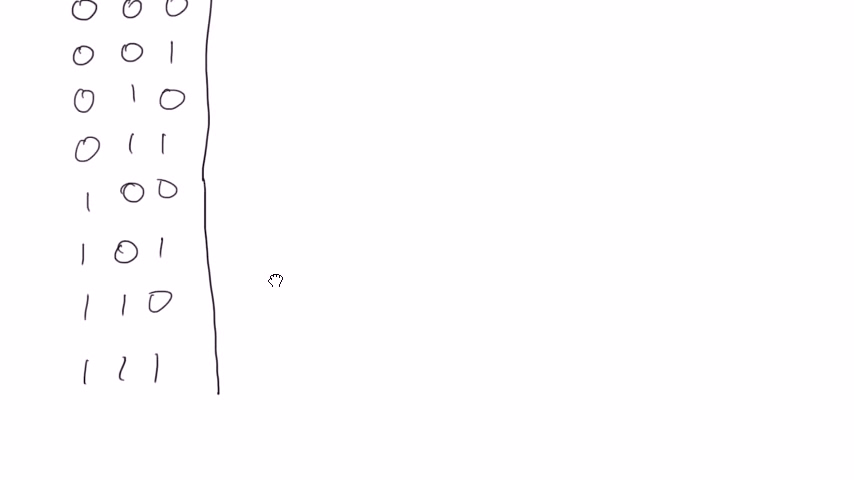 0 0 0
0 0 1
0 1 0
0 1 1
1 0 0
1 0 1
1 1 0
1 1 1